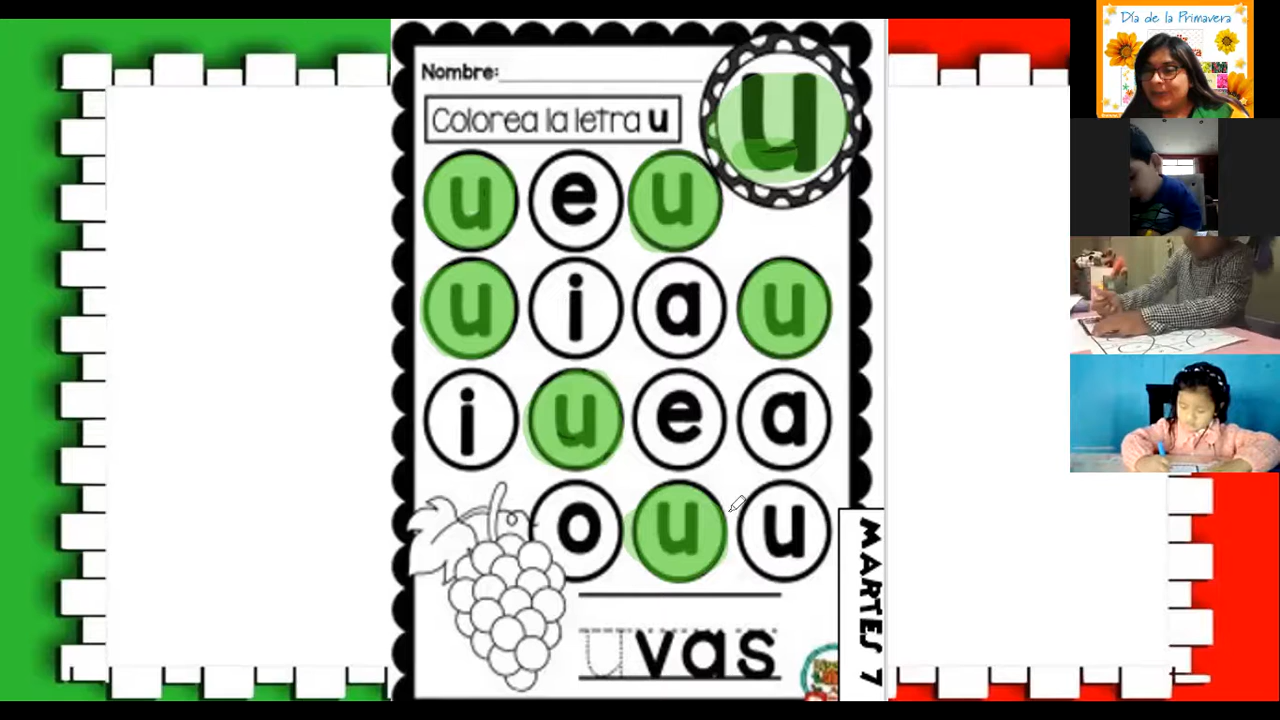 Día de la Primavera
Nombre:
Colorea la letra u
u
u e u
u i a u
i u e a
o u u
uvas
MARTES 7